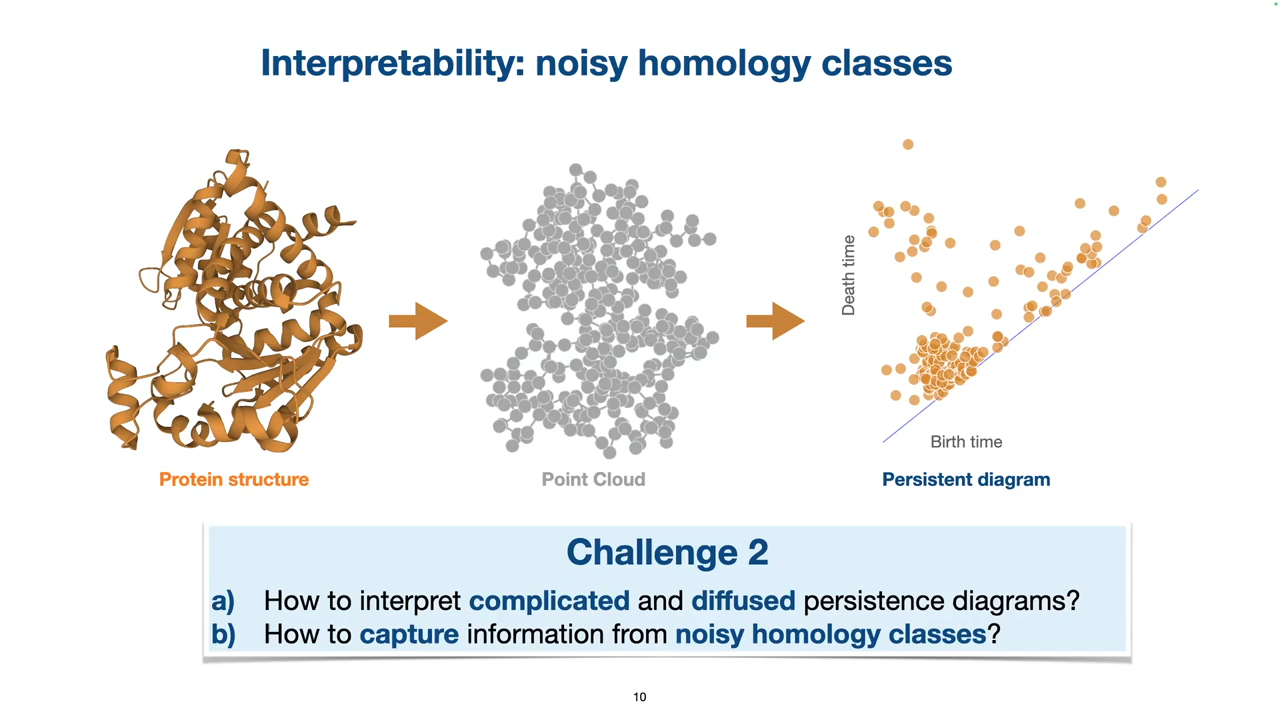 Interpretability: noisy homology classes
Death time
Birth time
Protein structure
Point Cloud
Persistent diagram
Challenge 2
a) How to interpret complicated and diffused persistence diagrams?
b) How to capture information from noisy homology classes?
10